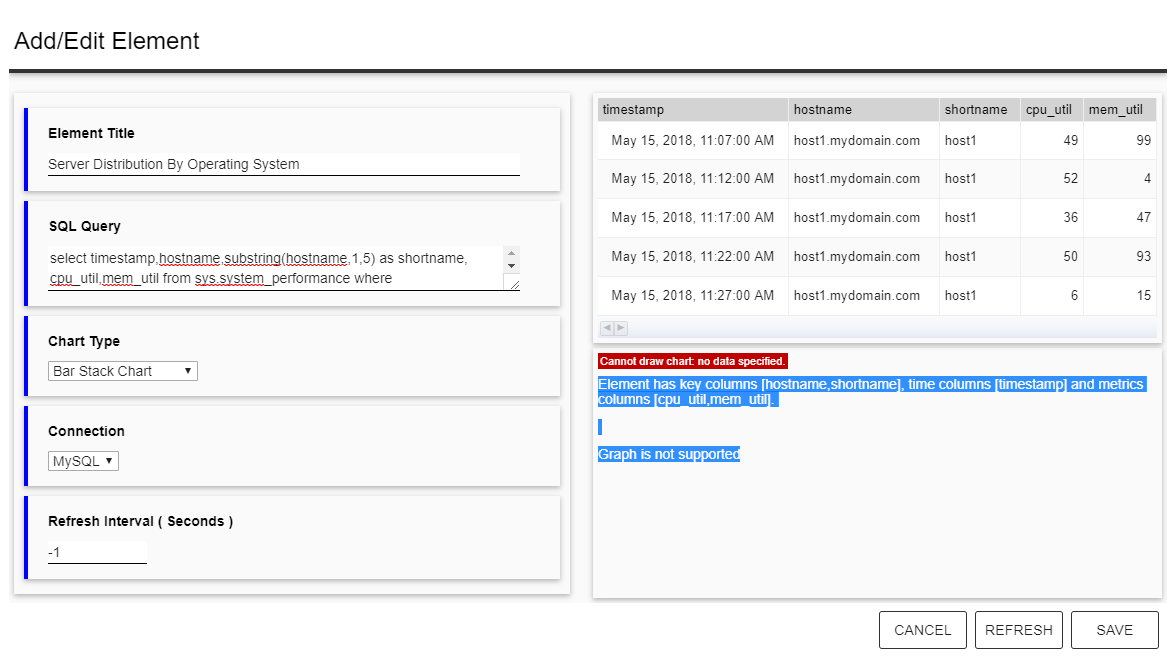 Add/Edit Element
Element Title
Server Distribution By Operating System
SQL Query
select timestamp,hostname,substring(hostname,1,5) as shortname,
cpu_util,mem_util from sys.system_performance where
Chart Type
Bar Stack Chart
Connection
MySQL
Refresh Interval ( Seconds )
-1
timestamp hostname shortname cpu_util mem_util
May 15, 2018, 11:07:00 AM host1.mydomain.com host1 49 99
May 15, 2018, 11:12:00 AM host1.mydomain.com host1 52 4
May 15, 2018, 11:17:00 AM host1.mydomain.com host1 36 47
May 15, 2018, 11:22:00 AM host1.mydomain.com host1 50 93
May 15, 2018, 11:27:00 AM host1.mydomain.com host1 6 15
Cannot draw chart: no data specified.
Element has key columns [hostname,shortname], time columns [timestamp] and metrics
columns [cpu_util,mem_util].
Graph is not supported
CANCEL REFRESH SAVE